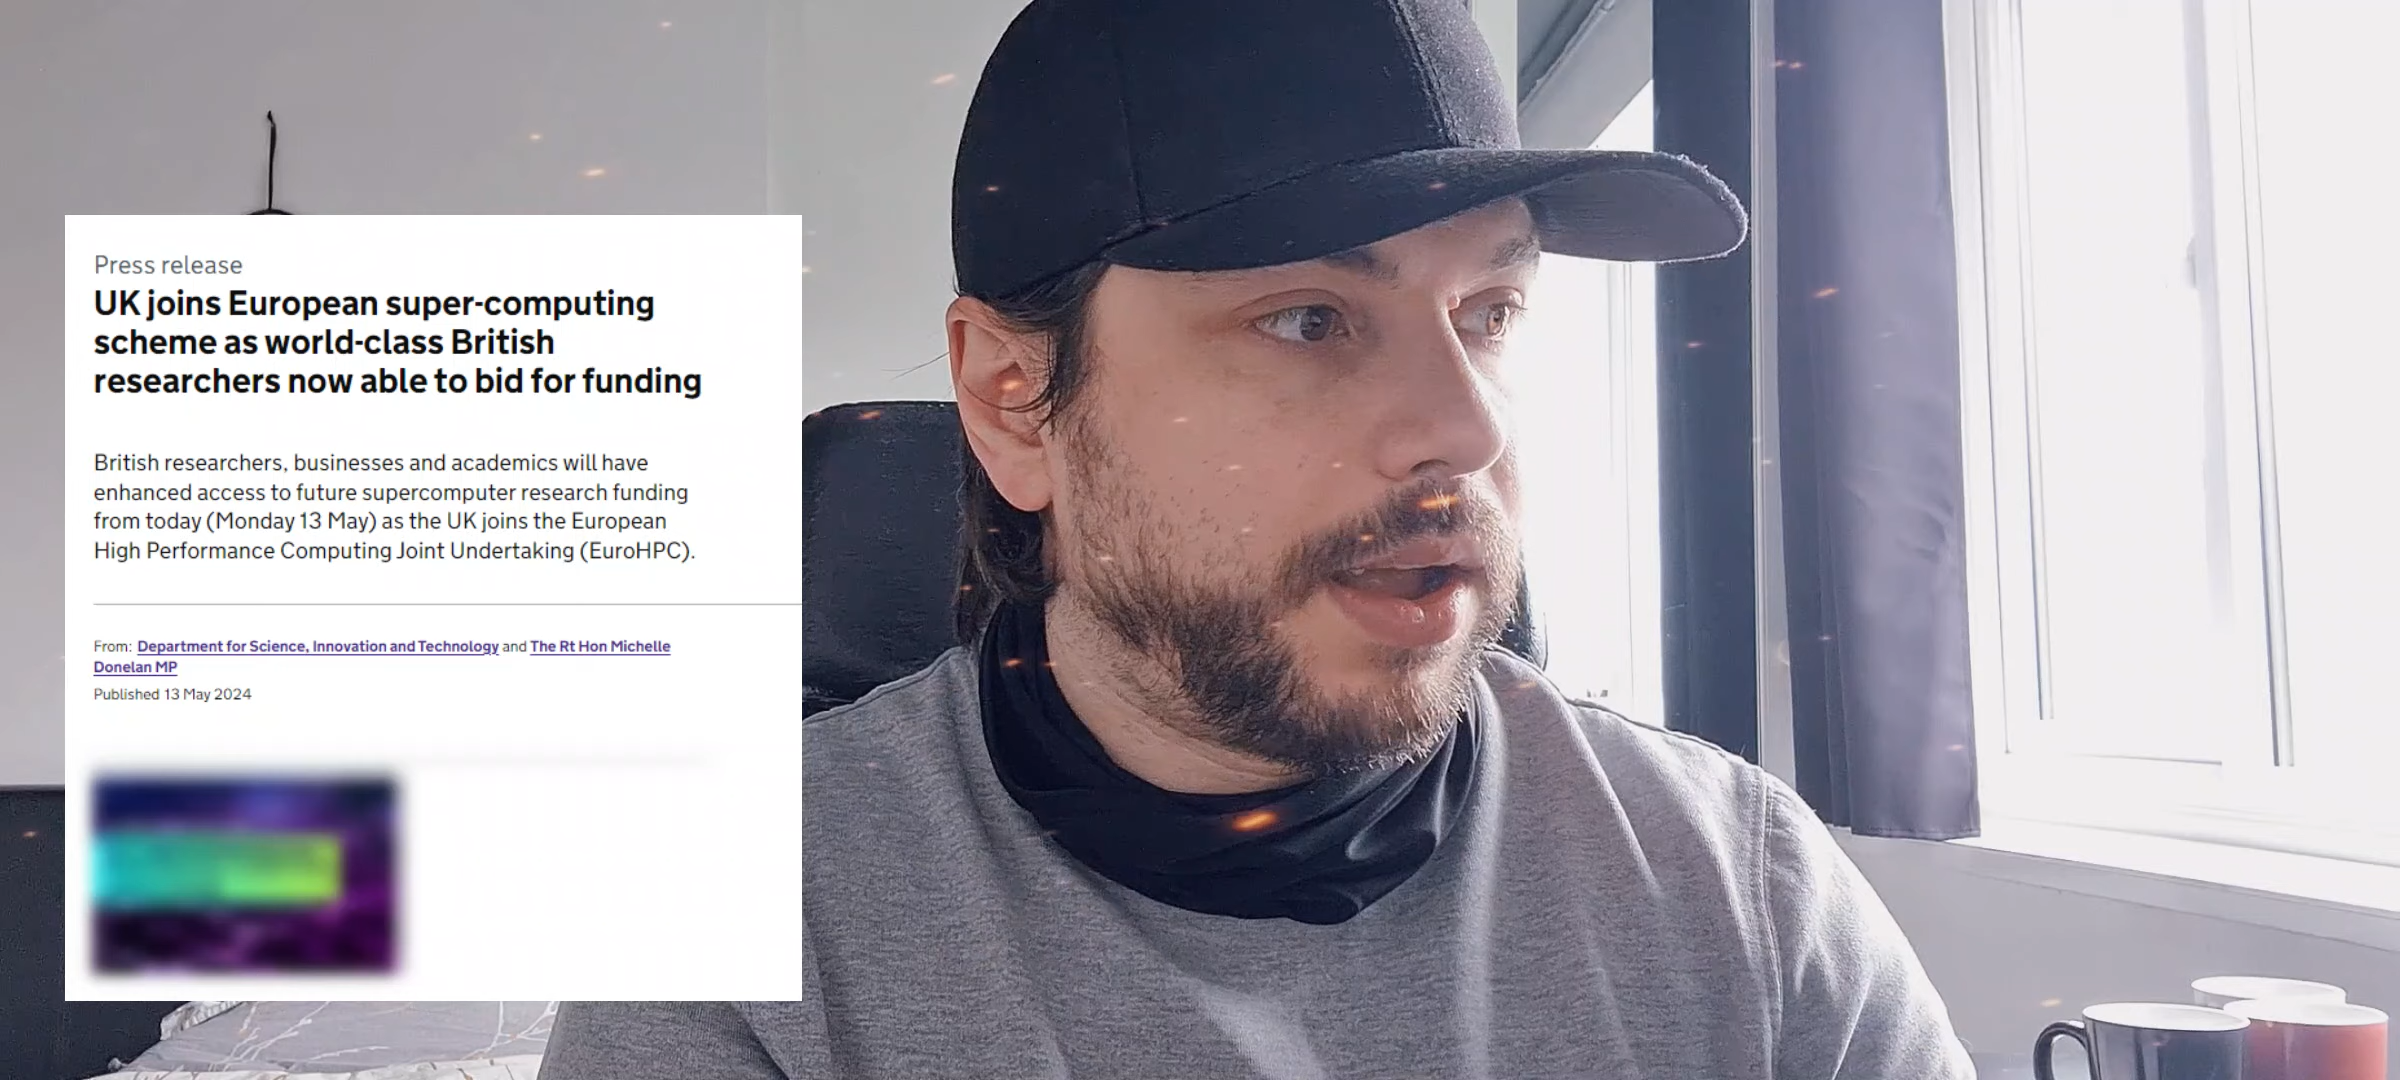 Press release
UK joins European super-computing
scheme as world-class British
researchers now able to bid for funding
British researchers, businesses and academics will have
enhanced access to future supercomputer research funding
from today (Monday 13 May) as the UK joins the European
High Performance Computing Joint Undertaking (EuroHPC).
From: Department for Science, Innovation and Technology and The Rt Hon Michelle
Donelan MP
Published 13 May 2024